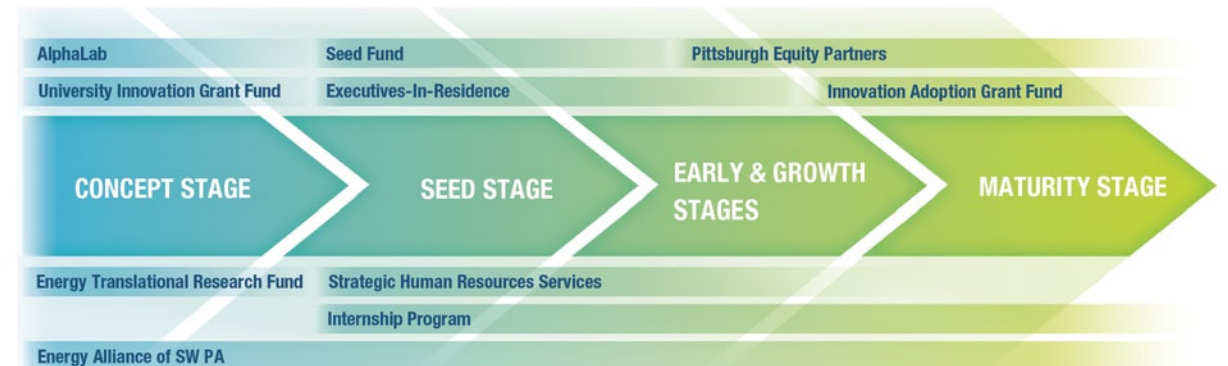 AlphaLab
Seed Fund
Pittsburgh Equity Partners
University Innovation Grant Fund
Executives-In-Residence
Innovation Adoption Grant Fund
CONCEPT STAGE
SEED STAGE
EARLY & GROWTH
STAGES
MATURITY STAGE
Energy Translational Research Fund
Strategic Human Resources Services
Internship Program
Energy Alliance of SW PA